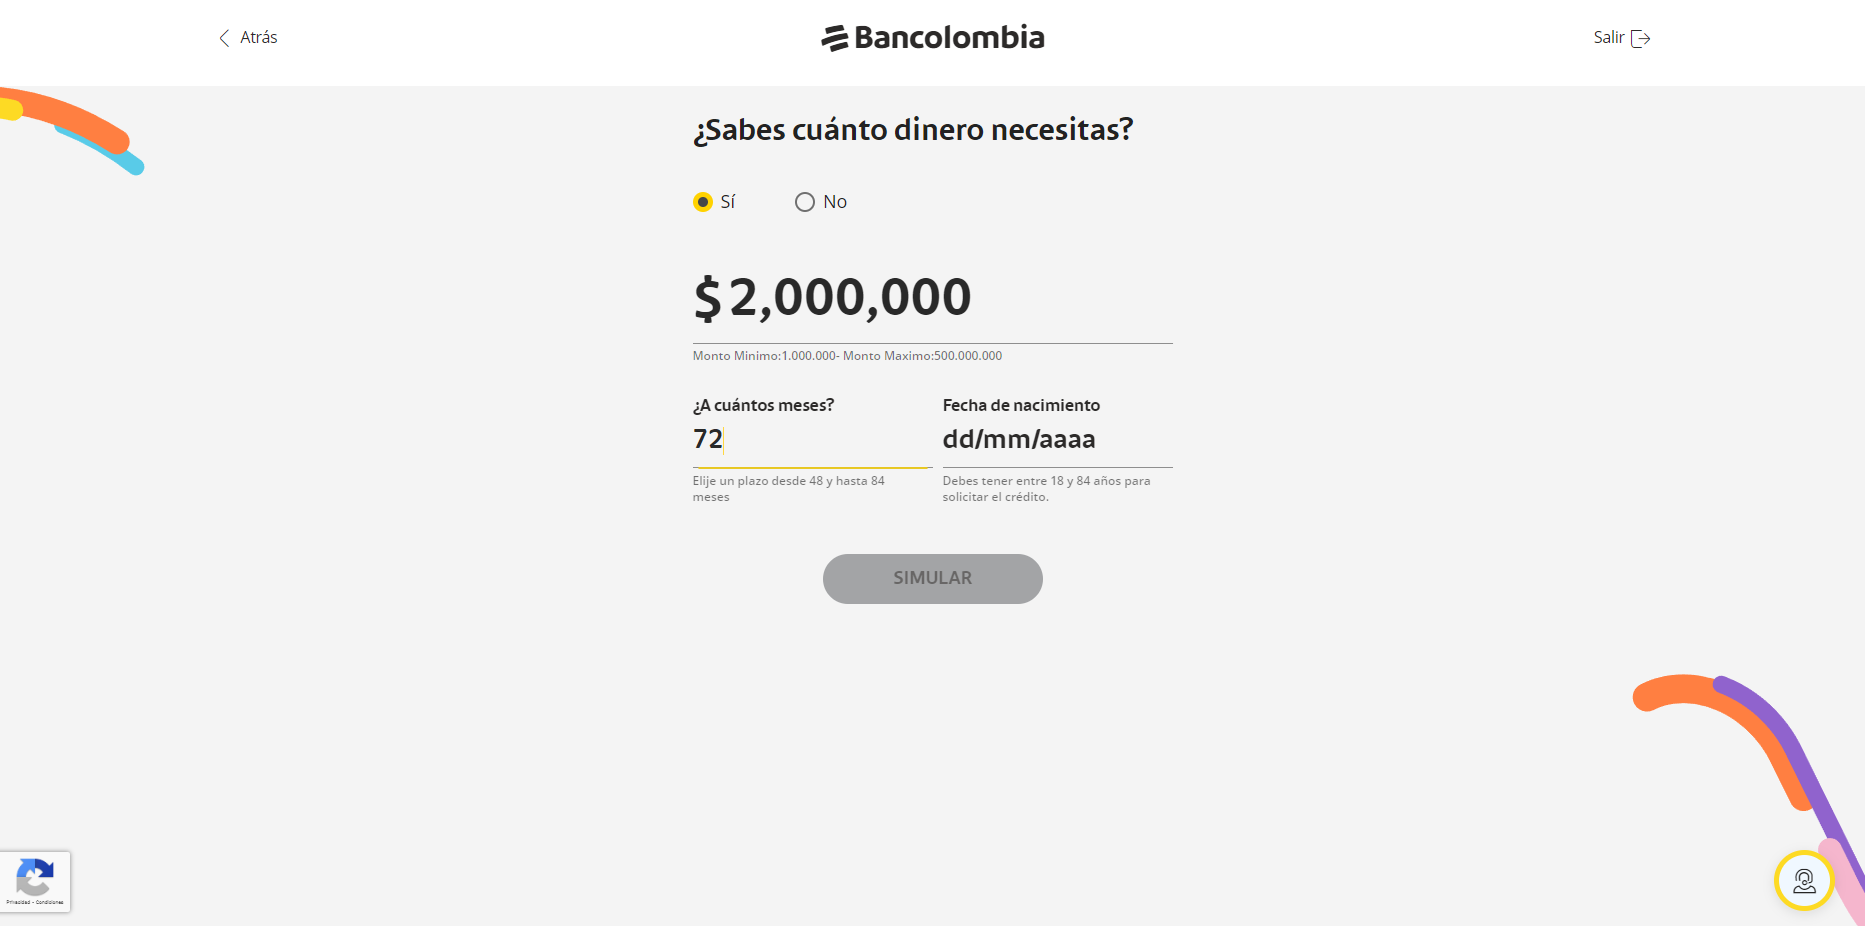 Atrás
Bancolombia
Salir
¿Sabes cuánto dinero necesitas?
Sí
No
$ 2,000,000
Monto Minimo:1.000.000- Monto Maximo:500.000.000
¿A cuántos meses?
Fecha de nacimiento
72
dd/mm/aaaa
Elije un plazo desde 48 y hasta 84
meses
Debes tener entre 18 y 84 años para
solicitar el crédito.
SIMULAR
Privacidad - Condiciones